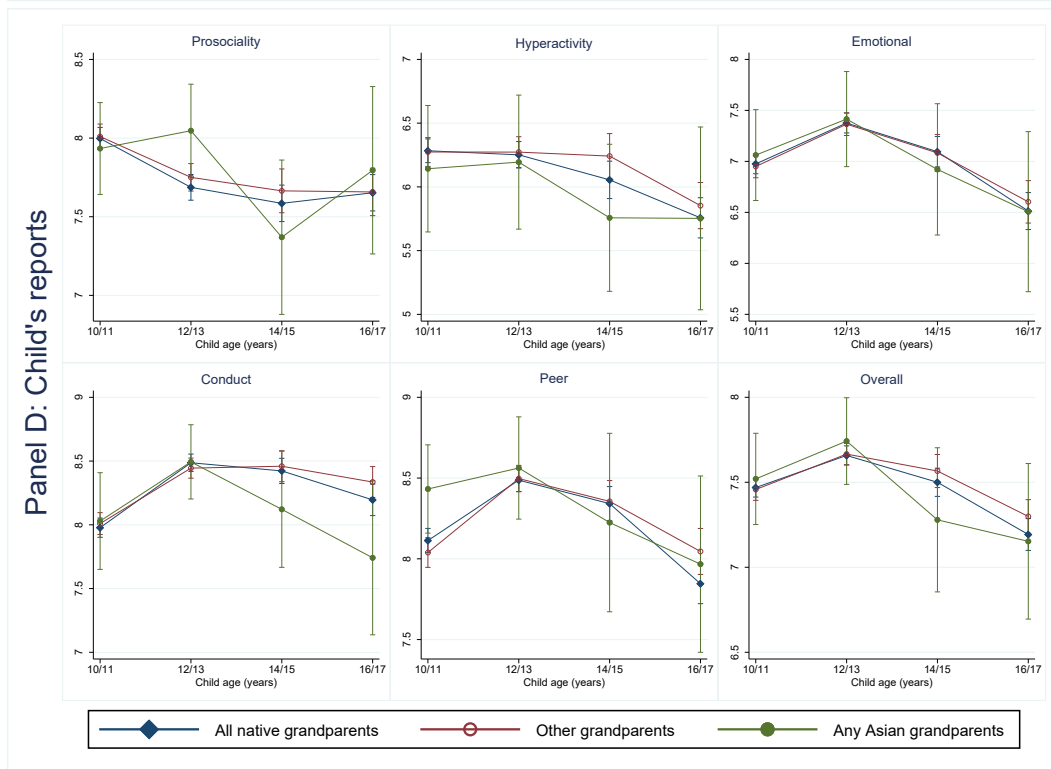 Panel D: Child's reports
Prosociality
8.5
8
7.5
7
10/11 12/13 14/15 16/17
Child age (years)
Hyperactivity
7
6.5
6
5.5
5
10/11 12/13 14/15 16/17
Child age (years)
Emotional
8
7.5
7
6.5
6
5.5
10/11 12/13 14/15 16/17
Child age (years)
Conduct
9
8.5
8
7.5
7
10/11 12/13 14/15 16/17
Child age (years)
Peer
9
8.5
8
7.5
10/11 12/13 14/15 16/17
Child age (years)
Overall
8
7.5
7
6.5
10/11 12/13 14/15 16/17
Child age (years)
All native grandparents Other grandparents Any Asian grandparents